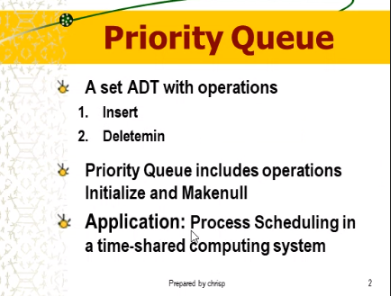 Priority Queue
A set ADT with operations
1. Insert
2. Deletemin
Priority Queue includes operations
Initialize and Makenull
Application: Process Scheduling in
a time-shared computing system
Prepared by chrisp
2